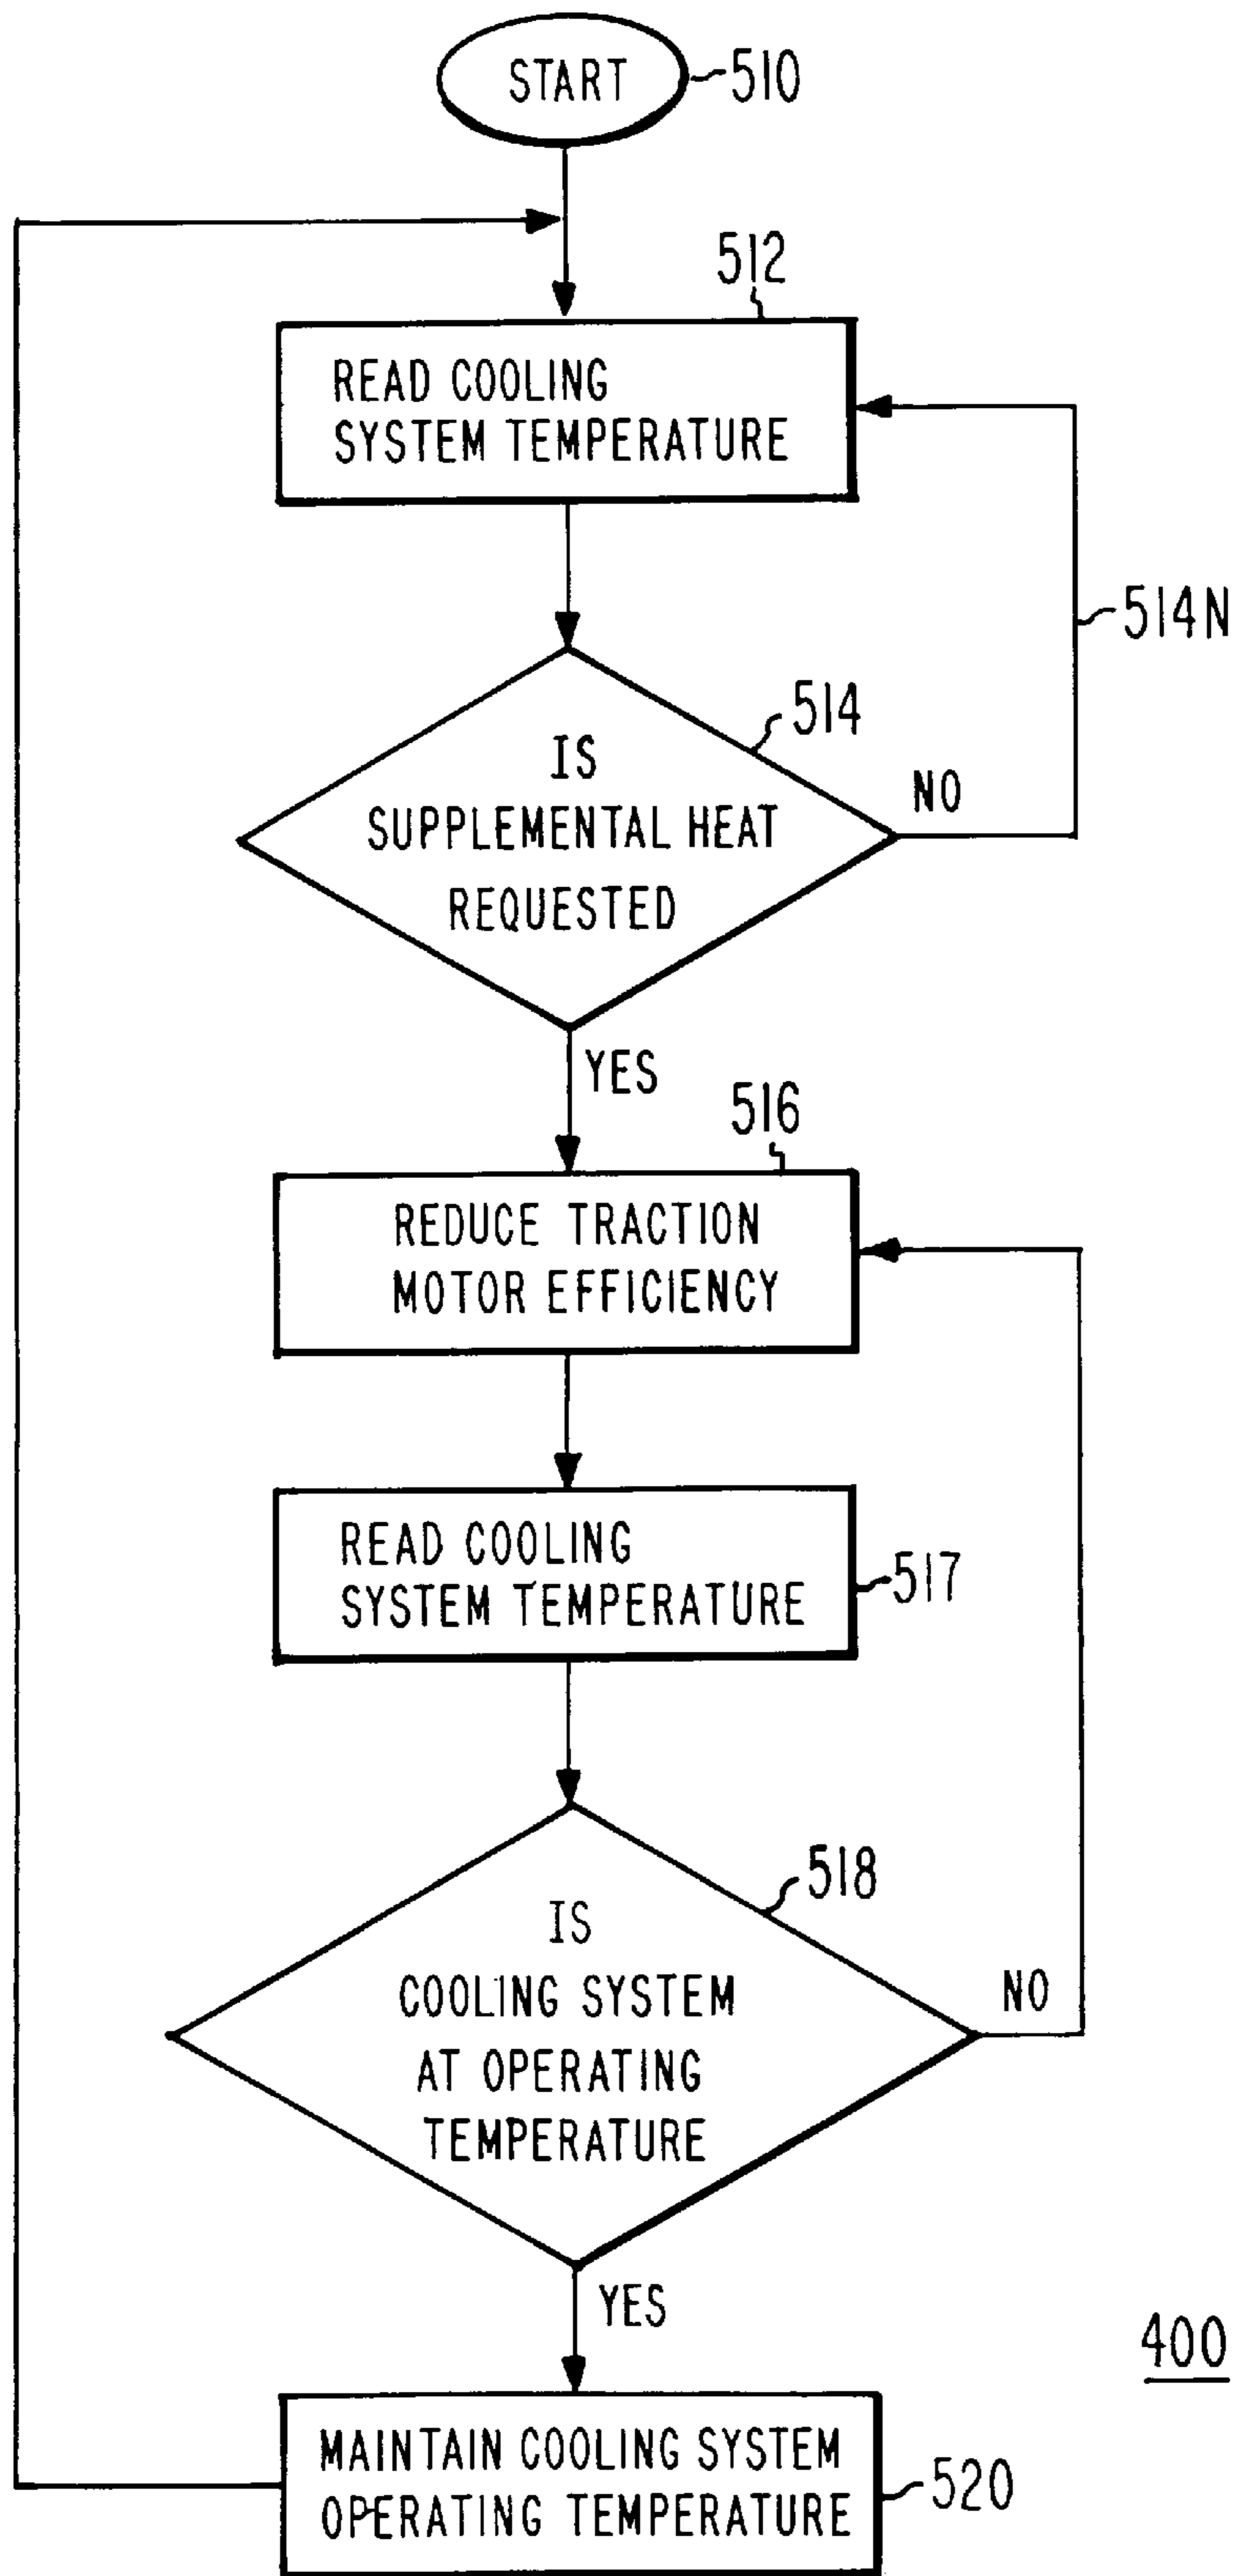 START
510
512
READ COOLING
SYSTEM TEMPERATURE
514N
514
IS
SUPPLEMENTAL HEAT
REQUESTED
NO
YES
516
REDUCE TRACTION
MOTOR EFFICIENCY
READ COOLING
SYSTEM TEMPERATURE
517
518
IS
COOLING SYSTEM
AT OPERATING
TEMPERATURE
NO
YES
400
MAINTAIN COOLING SYSTEM
OPERATING TEMPERATURE
520